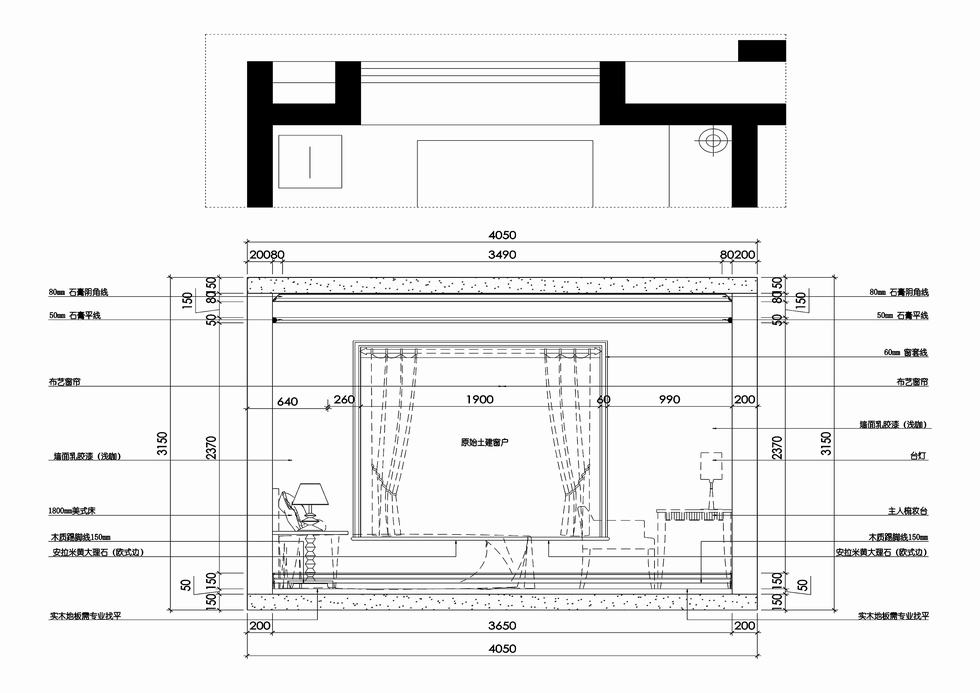 4050
200 80 3490 80 200
80mm 石膏阴角线
150
80
150
150
80
150
80mm 石膏阴角线
50mm 石膏平线
50
50
50mm 石膏平线
60mm 窗套线
布艺窗帘
布艺窗帘
640 260 1900 60 990 200
墙面乳胶漆（浅咖）
3150
2370
原始土建窗户
2370
3150
墙面乳胶漆（浅咖）
台灯
1800mm美式床
主人梳妆台
木质踢脚线150mm
木质踢脚线150mm
安拉米黄大理石（欧式边）
安拉米黄大理石（欧式边）
50
150
150
50
150
150
实木地板需专业找平
实木地板需专业找平
200 3650 200
4050